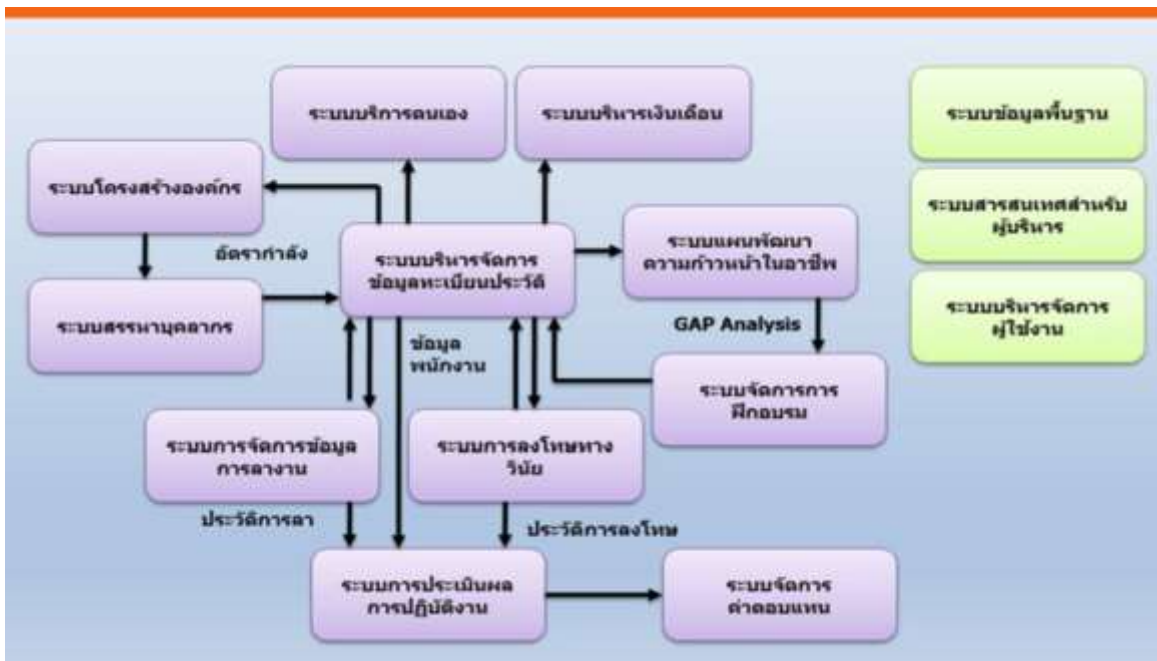 ระบบบริการตนเอง
ระบบบริหารเงินเดือน
ระบบข้อมูลพื้นฐาน
ระบบโครงสร้างองค์กร
ระบบสารสนเทศสำหรับ
ผู้บริหาร
อัตรากำลัง
ระบบบริหารจัดการ
ข้อมูลทะเบียนประวัติ
ระบบแผนพัฒนา
ความก้าวหน้าในอาชีพ
ระบบสรรหาบุคลากร
ข้อมูล
พนักงาน
GAP Analysis
ระบบบริหารจัดการ
ผู้ใช้งาน
ระบบจัดการการ
ฝึกอบรม
ระบบการจัดการข้อมูล
การลางาน
ระบบการลงโทษทาง
วินัย
ประวัติการลา
ประวัติการลงโทษ
ระบบการประเมินผล
การปฏิบัติงาน
ระบบจัดการ
ค่าตอบแทน